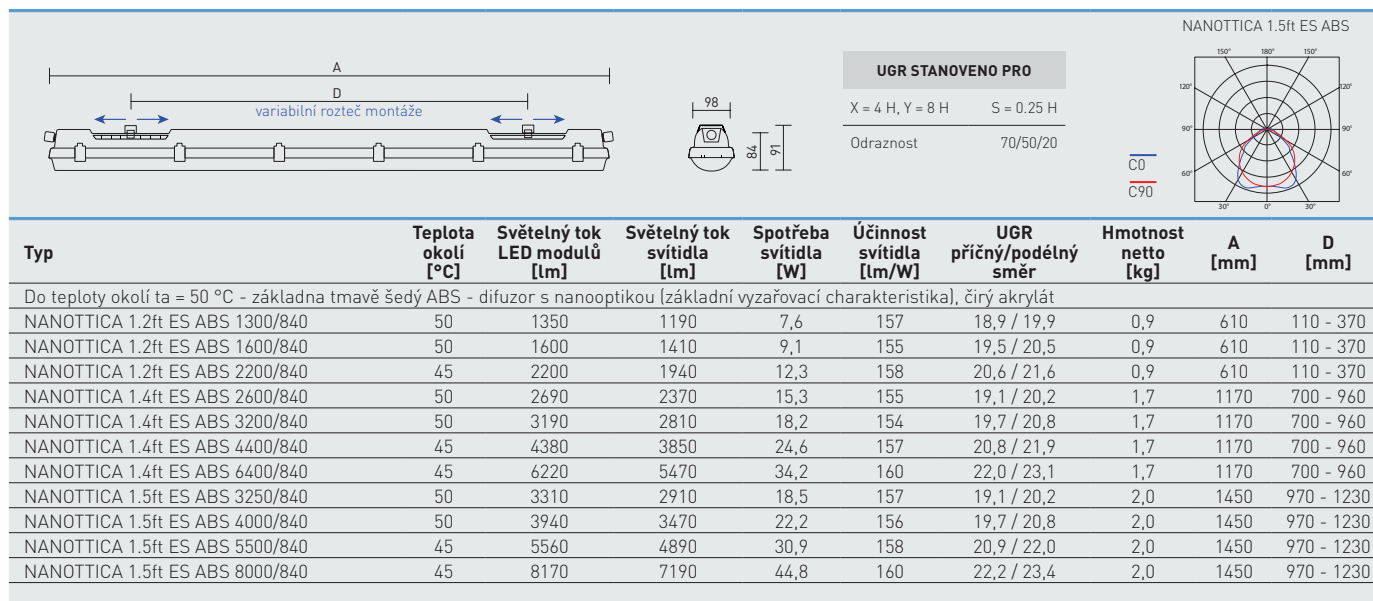 NANOTTICA 1.5ft ES ABS
A
D
variabilní rozteč montáže
98
84
91
UGR STANOVENO PRO
X = 4 H, Y = 8 H S = 0.25 H
Odraznost 70/50/20
150° 180° 150°
120° 120°
90° 90°
60° 60°
30° 0° 30°
C0
C90
Typ Teplota okolí [°C] Světelný tok LED modulů [lm] Světelný tok svítidla [lm] Spotřeba svítidla [W] Účinnost svítidla [lm/W] UGR příčný/podélný směr Hmotnost netto [kg] A [mm] D [mm]
Do teploty okolí ta = 50 °C - základna tmavě šedý ABS - difuzor s nanooptikou (základní vyzařovací charakteristika), čirý akrylát
NANOTTICA 1.2ft ES ABS 1300/840 50 1350 1190 7,6 157 18,9 / 19,9 0,9 610 110 - 370
NANOTTICA 1.2ft ES ABS 1600/840 50 1600 1410 9,1 155 19,5 / 20,5 0,9 610 110 - 370
NANOTTICA 1.2ft ES ABS 2200/840 45 2200 1940 12,3 158 20,6 / 21,6 0,9 610 110 - 370
NANOTTICA 1.4ft ES ABS 2600/840 50 2690 2370 15,3 155 19,1 / 20,2 1,7 1170 700 - 960
NANOTTICA 1.4ft ES ABS 3200/840 50 3190 2810 18,2 154 19,7 / 20,8 1,7 1170 700 - 960
NANOTTICA 1.4ft ES ABS 4400/840 45 4380 3850 24,6 157 20,8 / 21,9 1,7 1170 700 - 960
NANOTTICA 1.4ft ES ABS 6400/840 45 6220 5470 34,2 160 22,0 / 23,1 1,7 1170 700 - 960
NANOTTICA 1.5ft ES ABS 3250/840 50 3310 2910 18,5 157 19,1 / 20,2 2,0 1450 970 - 1230
NANOTTICA 1.5ft ES ABS 4000/840 50 3940 3470 22,2 156 19,7 / 20,8 2,0 1450 970 - 1230
NANOTTICA 1.5ft ES ABS 5500/840 45 5560 4890 30,9 158 20,9 / 22,0 2,0 1450 970 - 1230
NANOTTICA 1.5ft ES ABS 8000/840 45 8170 7190 44,8 160 22,2 / 23,4 2,0 1450 970 - 1230